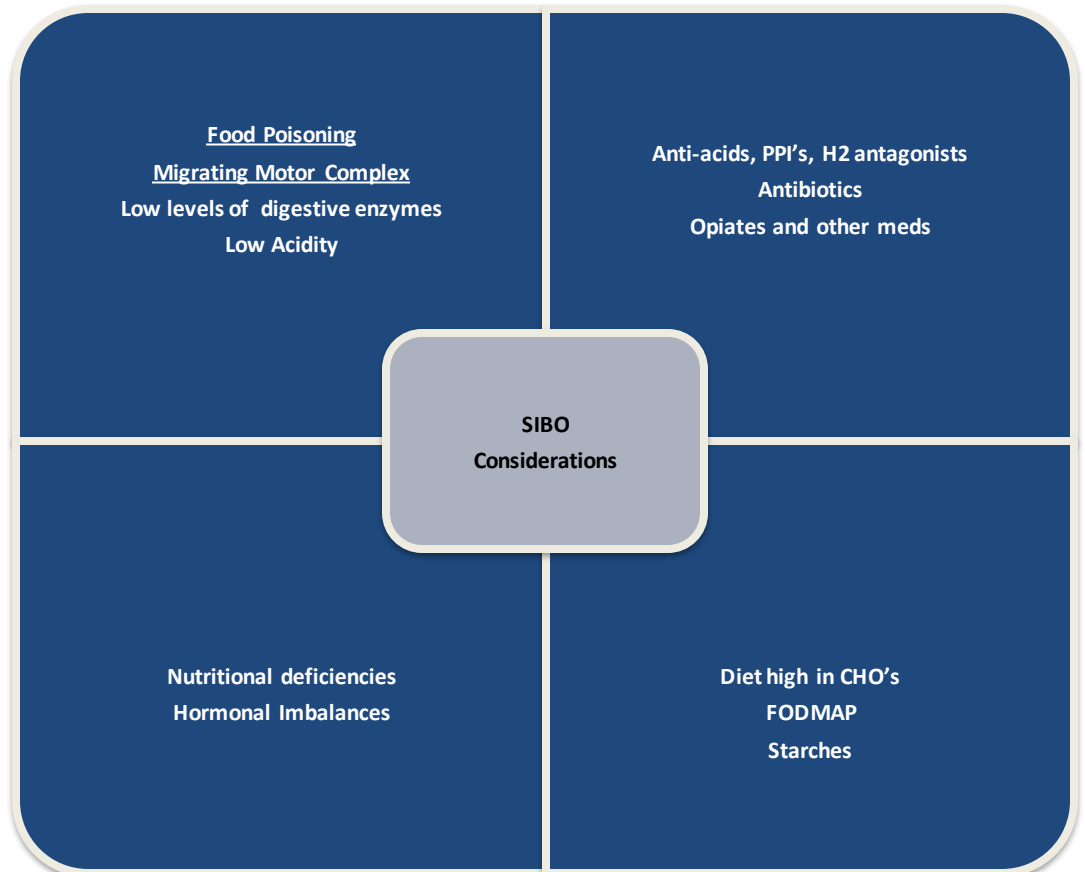 Food Poisoning
Migrating Motor Complex
Low levels of digestive enzymes
Low Acidity
Anti-acids, PPI's, H2 antagonists
Antibiotics
Opiates and other meds
SIBO
Considerations
Nutritional deficiencies
Hormonal Imbalances
Diet high in CHO's
FODMAP
Starches